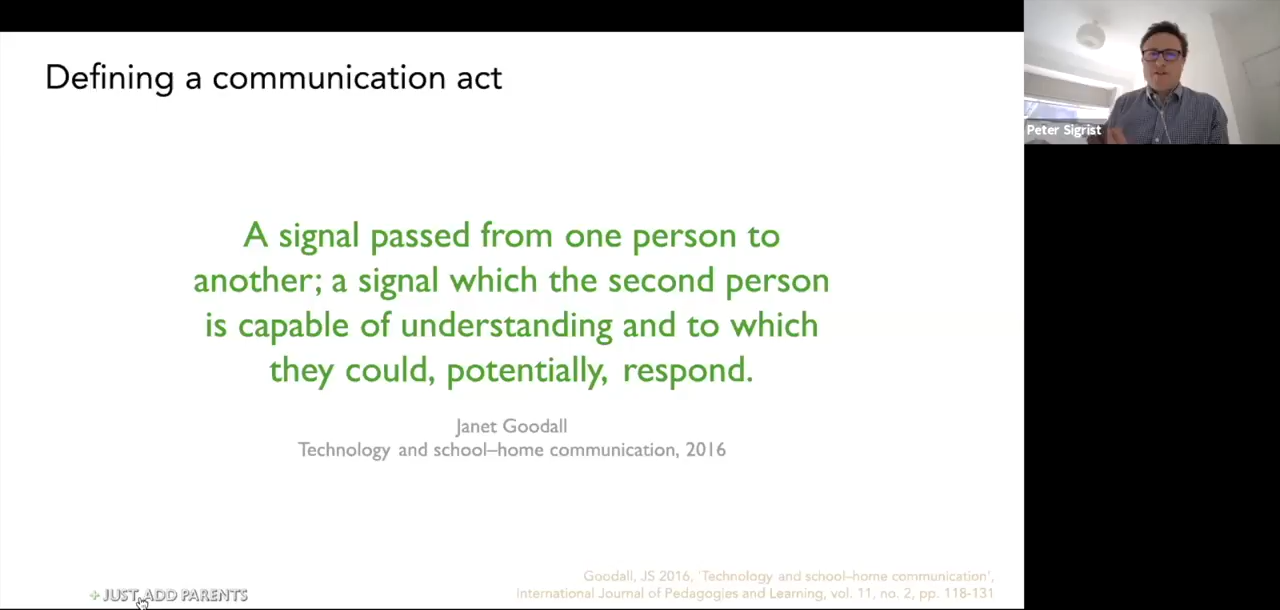 Defining a communication act
Peter Sigrist
A signal passed from one person to
another; a signal which the second person
is capable of understanding and to which
they could, potentially, respond.
Janet Goodall
Technology and school–home communication, 2016
Goodall, JS 2016, 'Technology and school–home communication',
International Journal of Pedagogies and Learning, vol. 11, no. 2, pp. 118-131
+ JUST ADD PARENTS